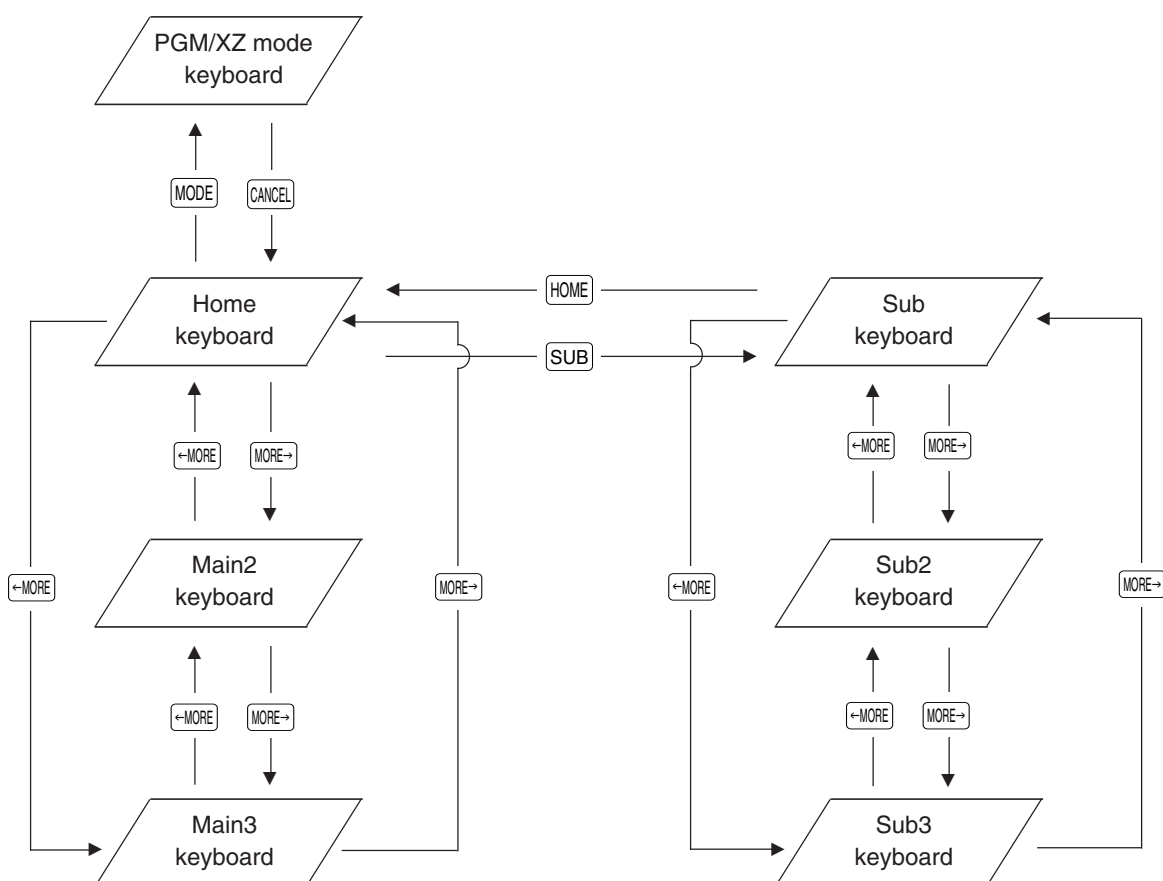 PGM/XZ mode
keyboard
MODE
CANCEL
Home
keyboard
HOME
SUB
Sub
keyboard
←MORE
MORE→
←MORE
MORE→
←MORE
Main2
keyboard
MORE→
←MORE
Sub2
keyboard
MORE→
←MORE
MORE→
←MORE
MORE→
Main3
keyboard
Sub3
keyboard